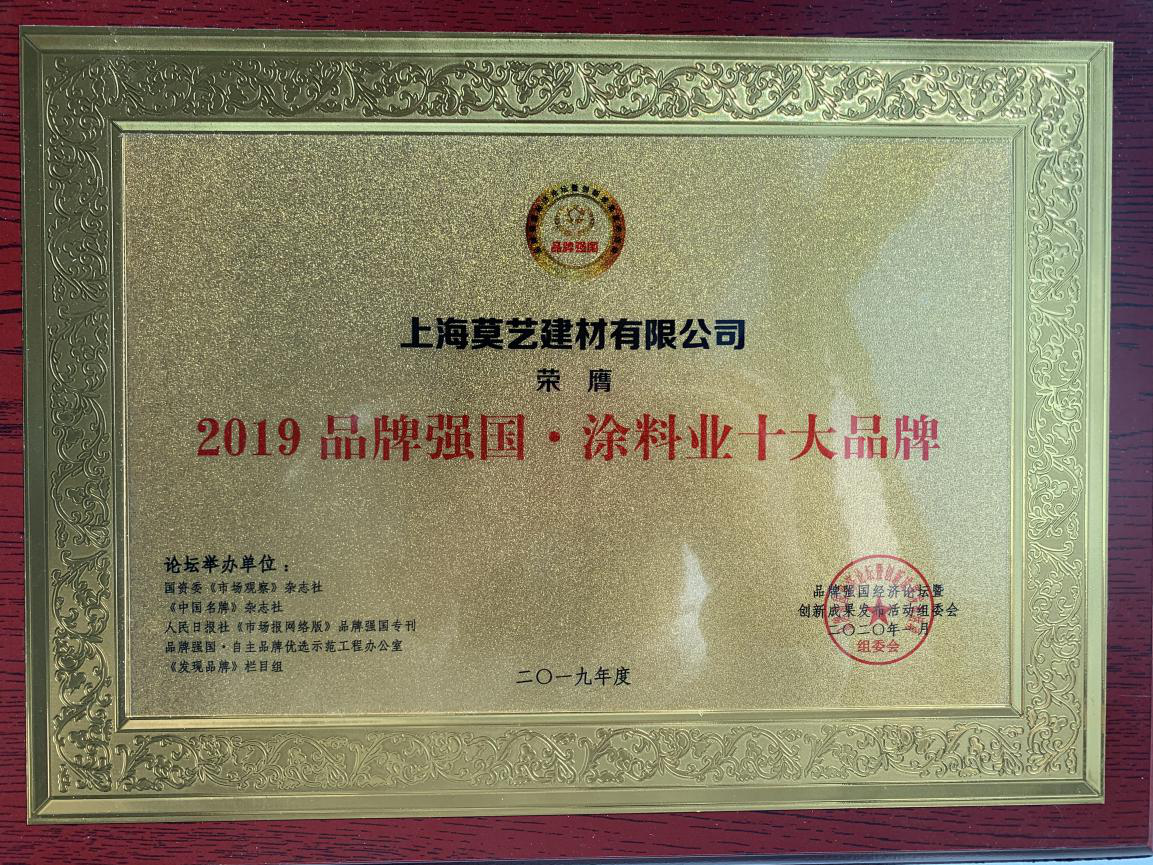 品牌强国
上海莫艺建材有限公司
荣 膺
2019 品牌强国·涂料业十大品牌
论坛举办单位：
国资委《市场观察》杂志社
《中国名牌》杂志社
人民日报社《市场报网络版》品牌强国专刊
品牌强国·自主品牌优选示范工程办公室
《发现品牌》栏目组
二〇一九年度
品牌强国经济论坛暨
创新成果发布活动组委会
二〇二〇年一月
组委会